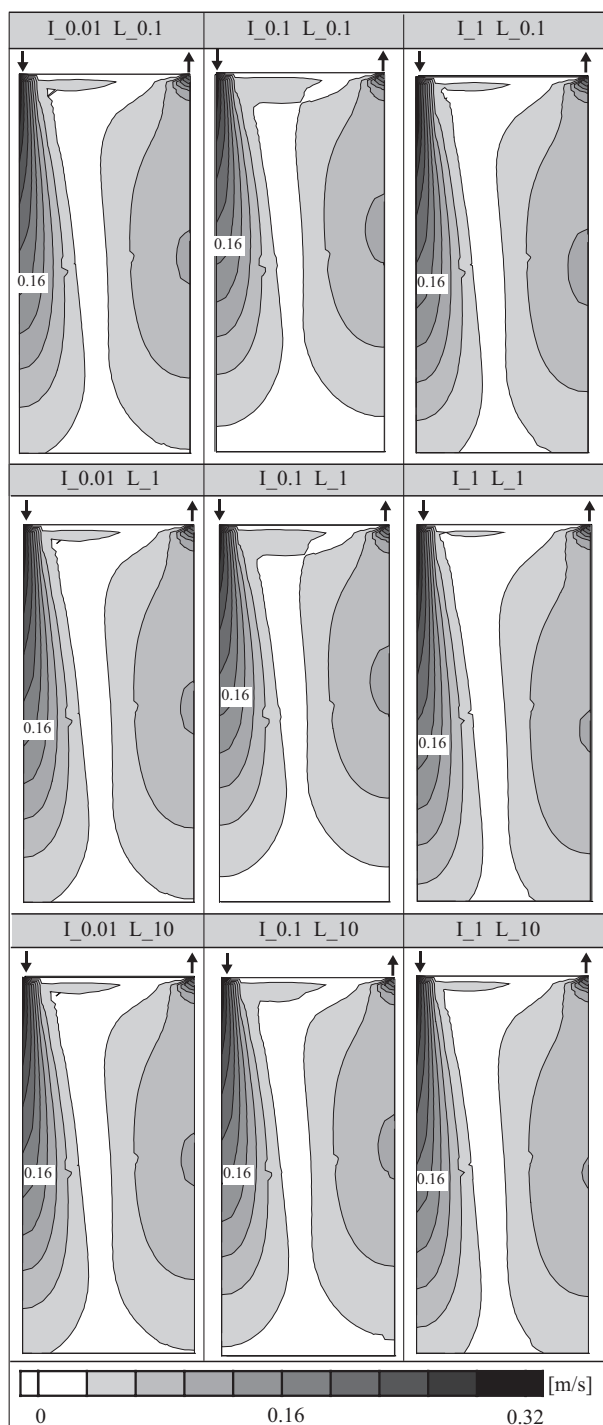 I_0.01 L_0.1
I_0.1 L_0.1
I_1 L_0.1
0.16
0.16
0.16
I_0.01 L_1
I_0.1 L_1
I_1 L_1
0.16
0.16
0.16
I_0.01 L_10
I_0.1 L_10
I_1 L_10
0.16
0.16
0.16
[m/s]
0 0.16 0.32